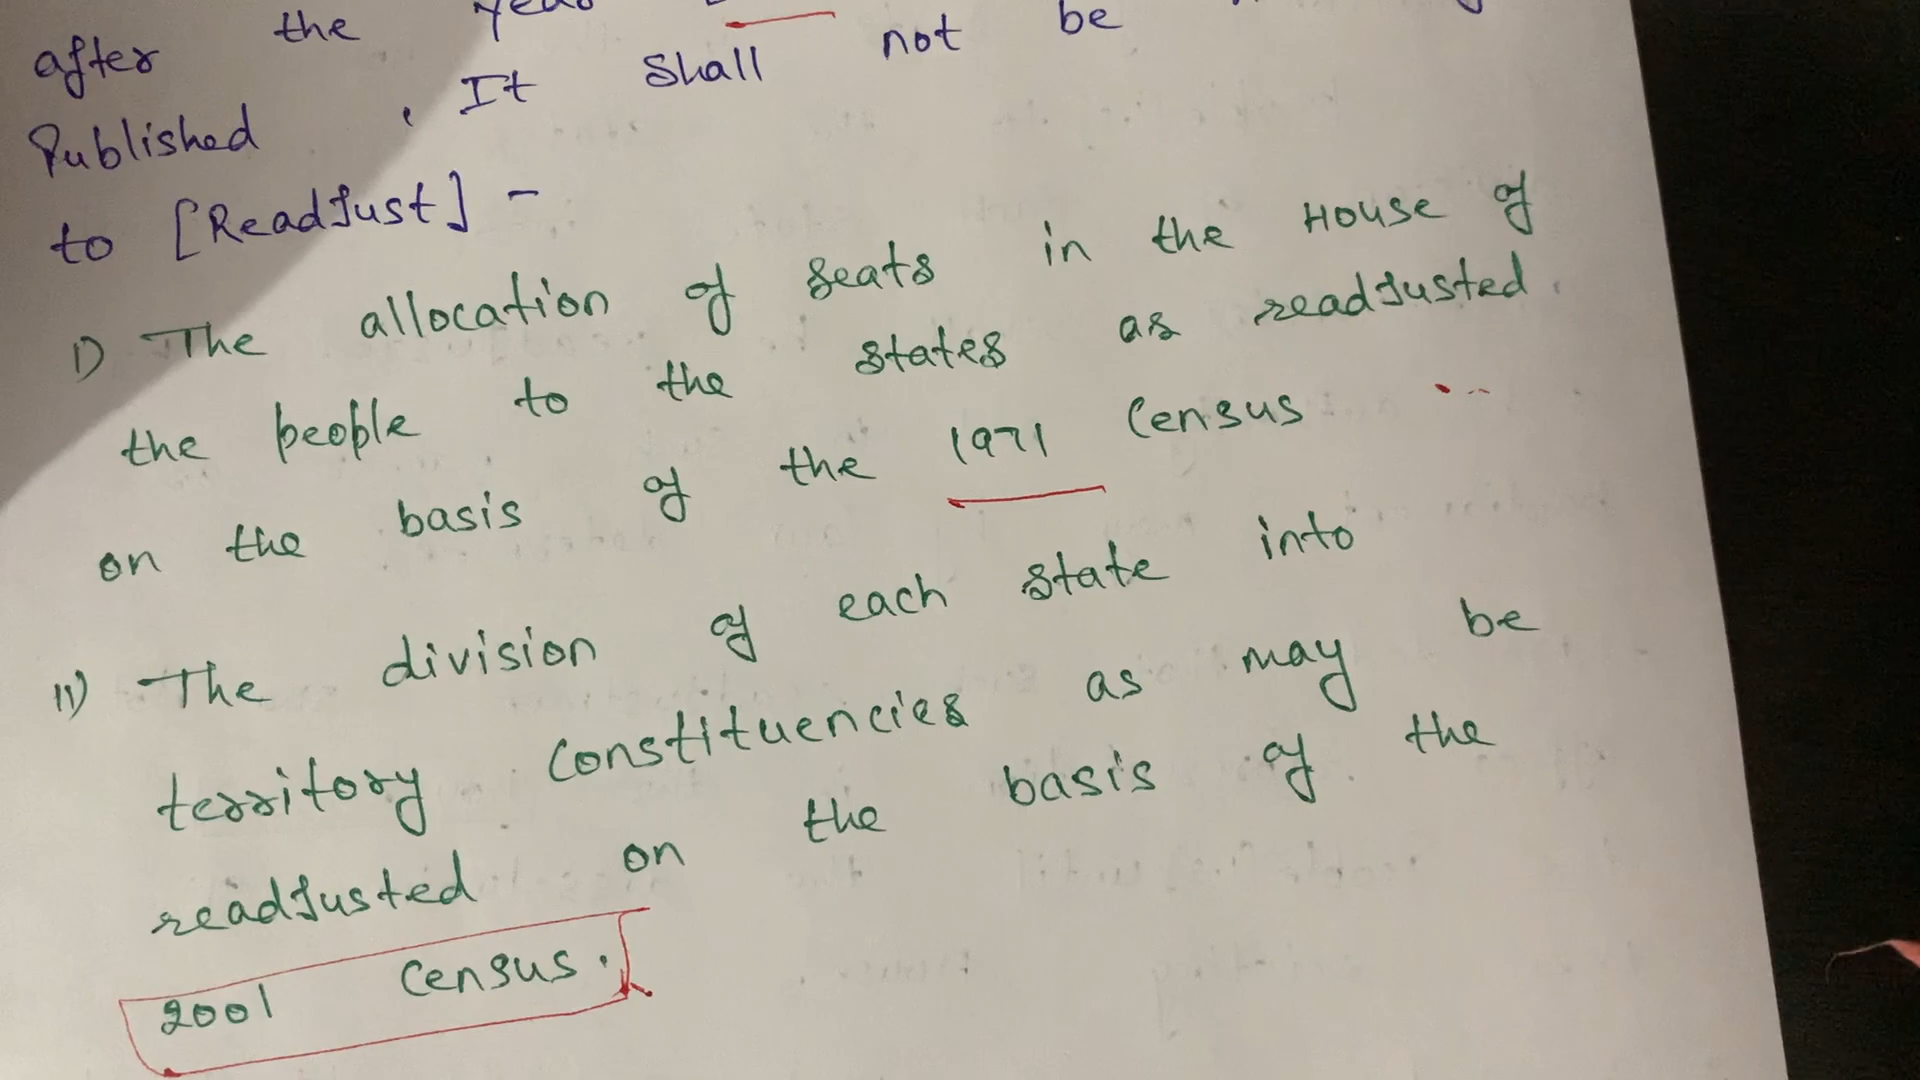 after the year
Published , It shall not be
to [ReadJust] -
I) The allocation of seats in the House of
the people to the states as readJusted
on the basis of the 1971 Census
II) The division of each state into
territory constituencies as may be
readJusted on the basis of the
2001 Census.